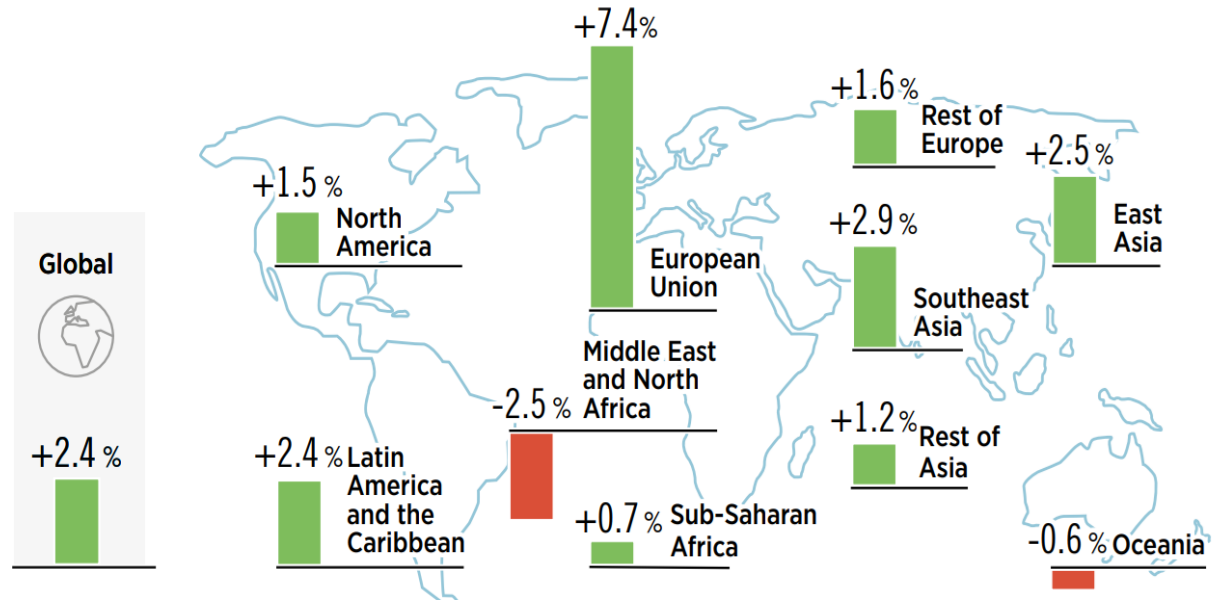 Global
+2.4 %
+1.5 %
North
America
+2.4 %
Latin
America
and the
Caribbean
+7.4%
European
Union
Middle East
and North
Africa
-2.5 %
+0.7 %
Sub-Saharan
Africa
+1.6 %
Rest of
Europe
+2.5 %
East
Asia
+2.9 %
Southeast
Asia
+1.2 %
Rest of
Asia
-0.6 % Oceania